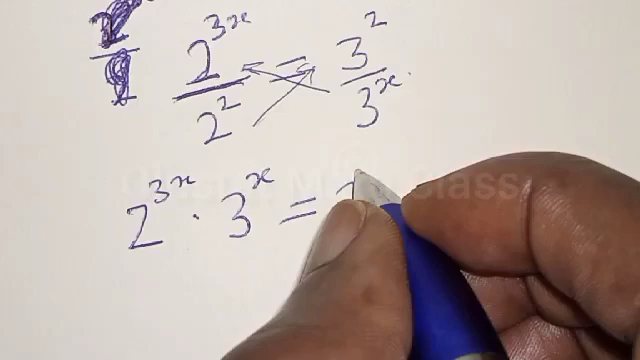 2^{3x}/2^2 = 3^2/3^x.
2^{3x} · 3^x =